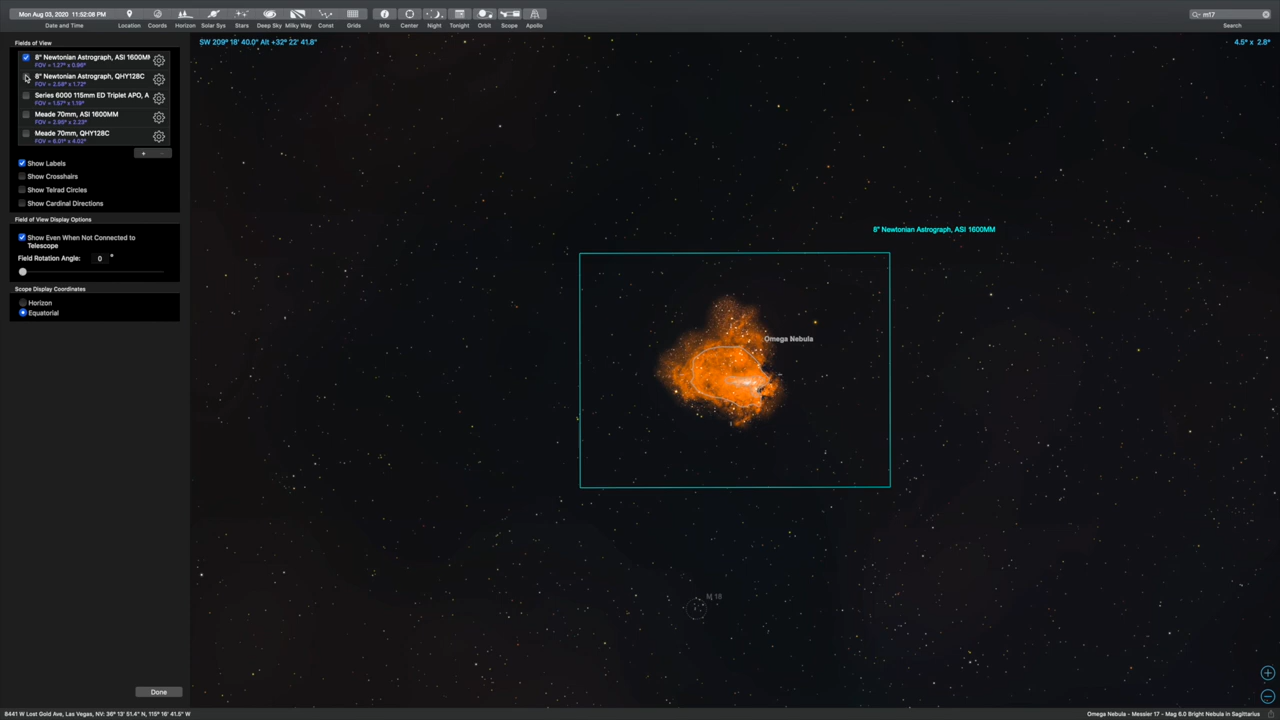 Mon Aug 03, 2020 11:52:08 PM
m17
Date and Time
Location
Coords
Horizon
Solar Sys
Stars
Deep Sky
Milky Way
Const
Grids
Info
Center
Night
Tonight
Orbit
Scope
Apollo
Search
Fields of View
SW 209° 18' 40.0" Alt +32° 22' 41.8"
4.5° x 2.8°
8" Newtonian Astrograph, ASI 1600M
FOV = 1.27° x 0.96°
8" Newtonian Astrograph, QHY128C
FOV = 2.59° x 1.72°
Series 6000 115mm ED Triplet APO, A
FOV = 1.57° x 1.19°
Meade 70mm, ASI 1600MM
FOV = 2.95° x 2.23°
Meade 70mm, QHY128C
FOV = 6.01° x 4.02°
+ -
Show Labels
Show Crosshairs
Show Telrad Circles
Show Cardinal Directions
Field of View Display Options
Show Even When Not Connected to
Telescope
Field Rotation Angle: 0 °
Scope Display Coordinates
Horizon
Equatorial
8" Newtonian Astrograph, ASI 1600MM
Omega Nebula
M 18
Done
8441 W Lost Gold Ave, Las Vegas, NV: 36° 13' 51.4" N, 115° 16' 41.5" W
Omega Nebula - Messier 17 - Mag 6.0 Bright Nebula in Sagittarius